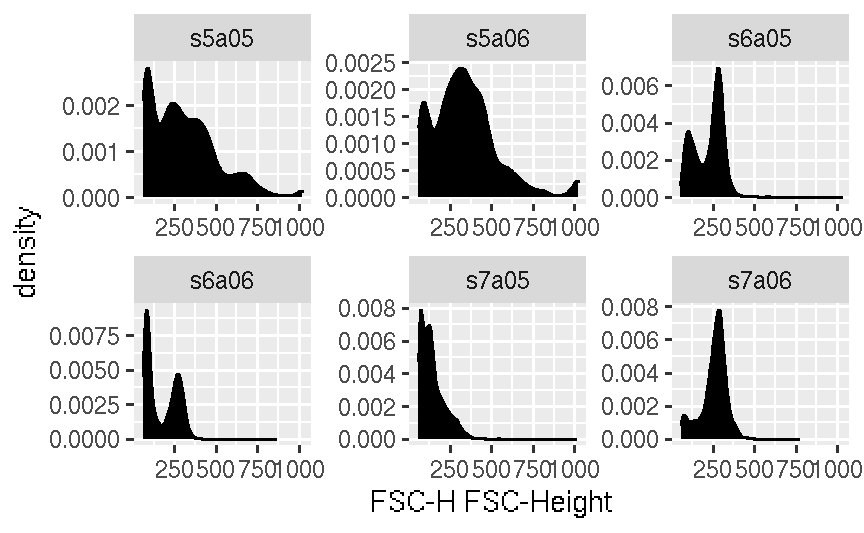 s5a05 s5a06 s6a05
0.002 0.001 0.000
0.0025 0.0020 0.0015 0.0010 0.0005 0.0000
0.006 0.004 0.002 0.000
250 500 750 1000 250 500 750 1000 250 500 750 1000
density
s6a06 s7a05 s7a06
0.0075 0.0050 0.0025 0.0000
0.008 0.006 0.004 0.002 0.000
0.008 0.006 0.004 0.002 0.000
250 500 750 1000 250 500 750 1000 250 500 750 1000
FSC-H FSC-Height